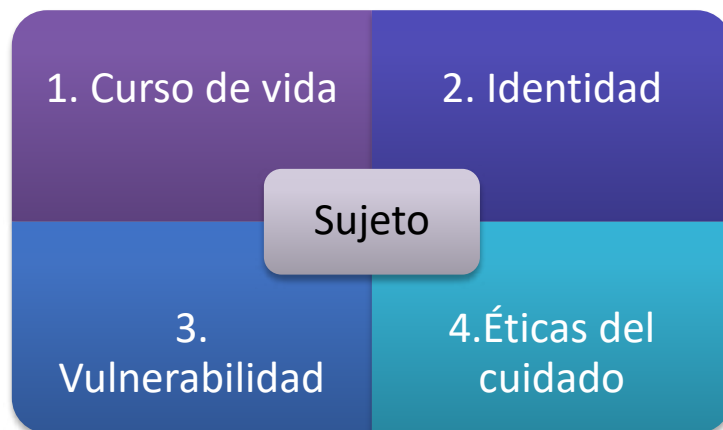 1. Curso de vida
2. Identidad
Sujeto
3.
Vulnerabilidad
4.Éticas del
cuidado